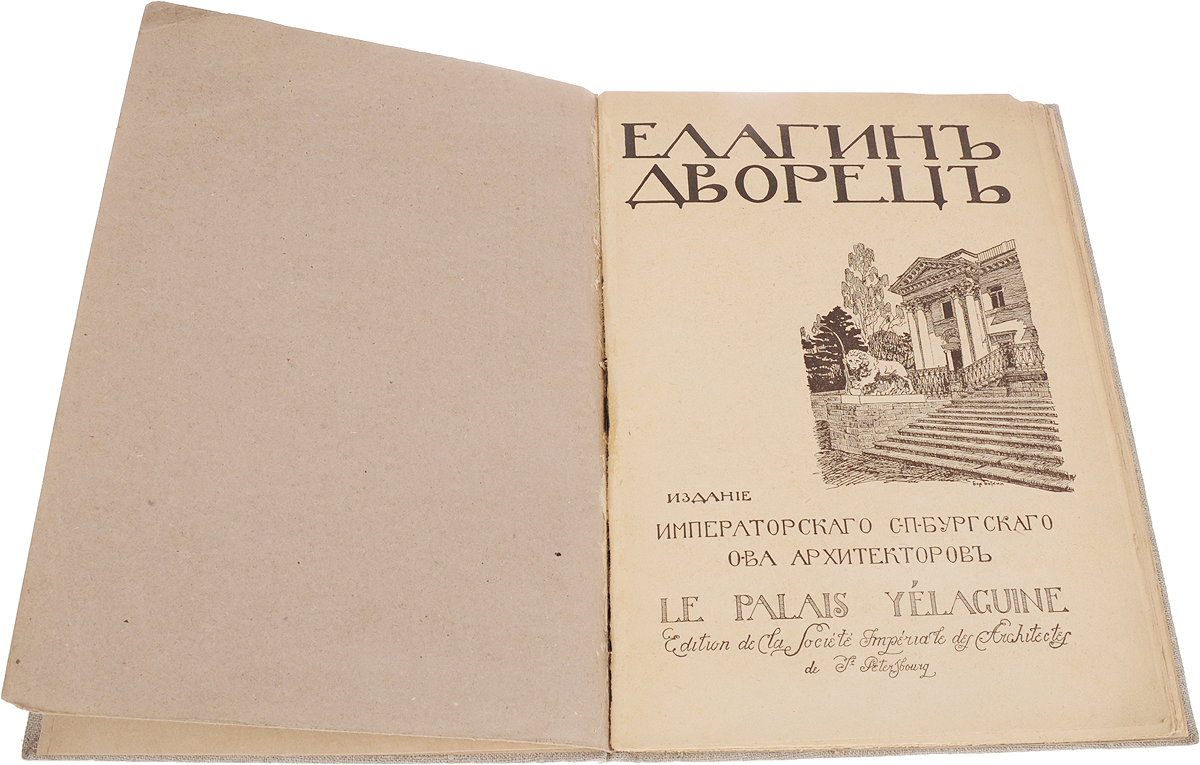 ЕЛАГИНЪ
ДВОРЕЦЪ
ИЗДАНІЕ
ИМПЕРАТОРСКАГО С-П-БУРГСКАГО
О-ВА АРХИТЕКТОРОВЪ
LE PALAIS YÉLAGUINE
Edition de la Société Impériale des Architectes
de St Petersbourg